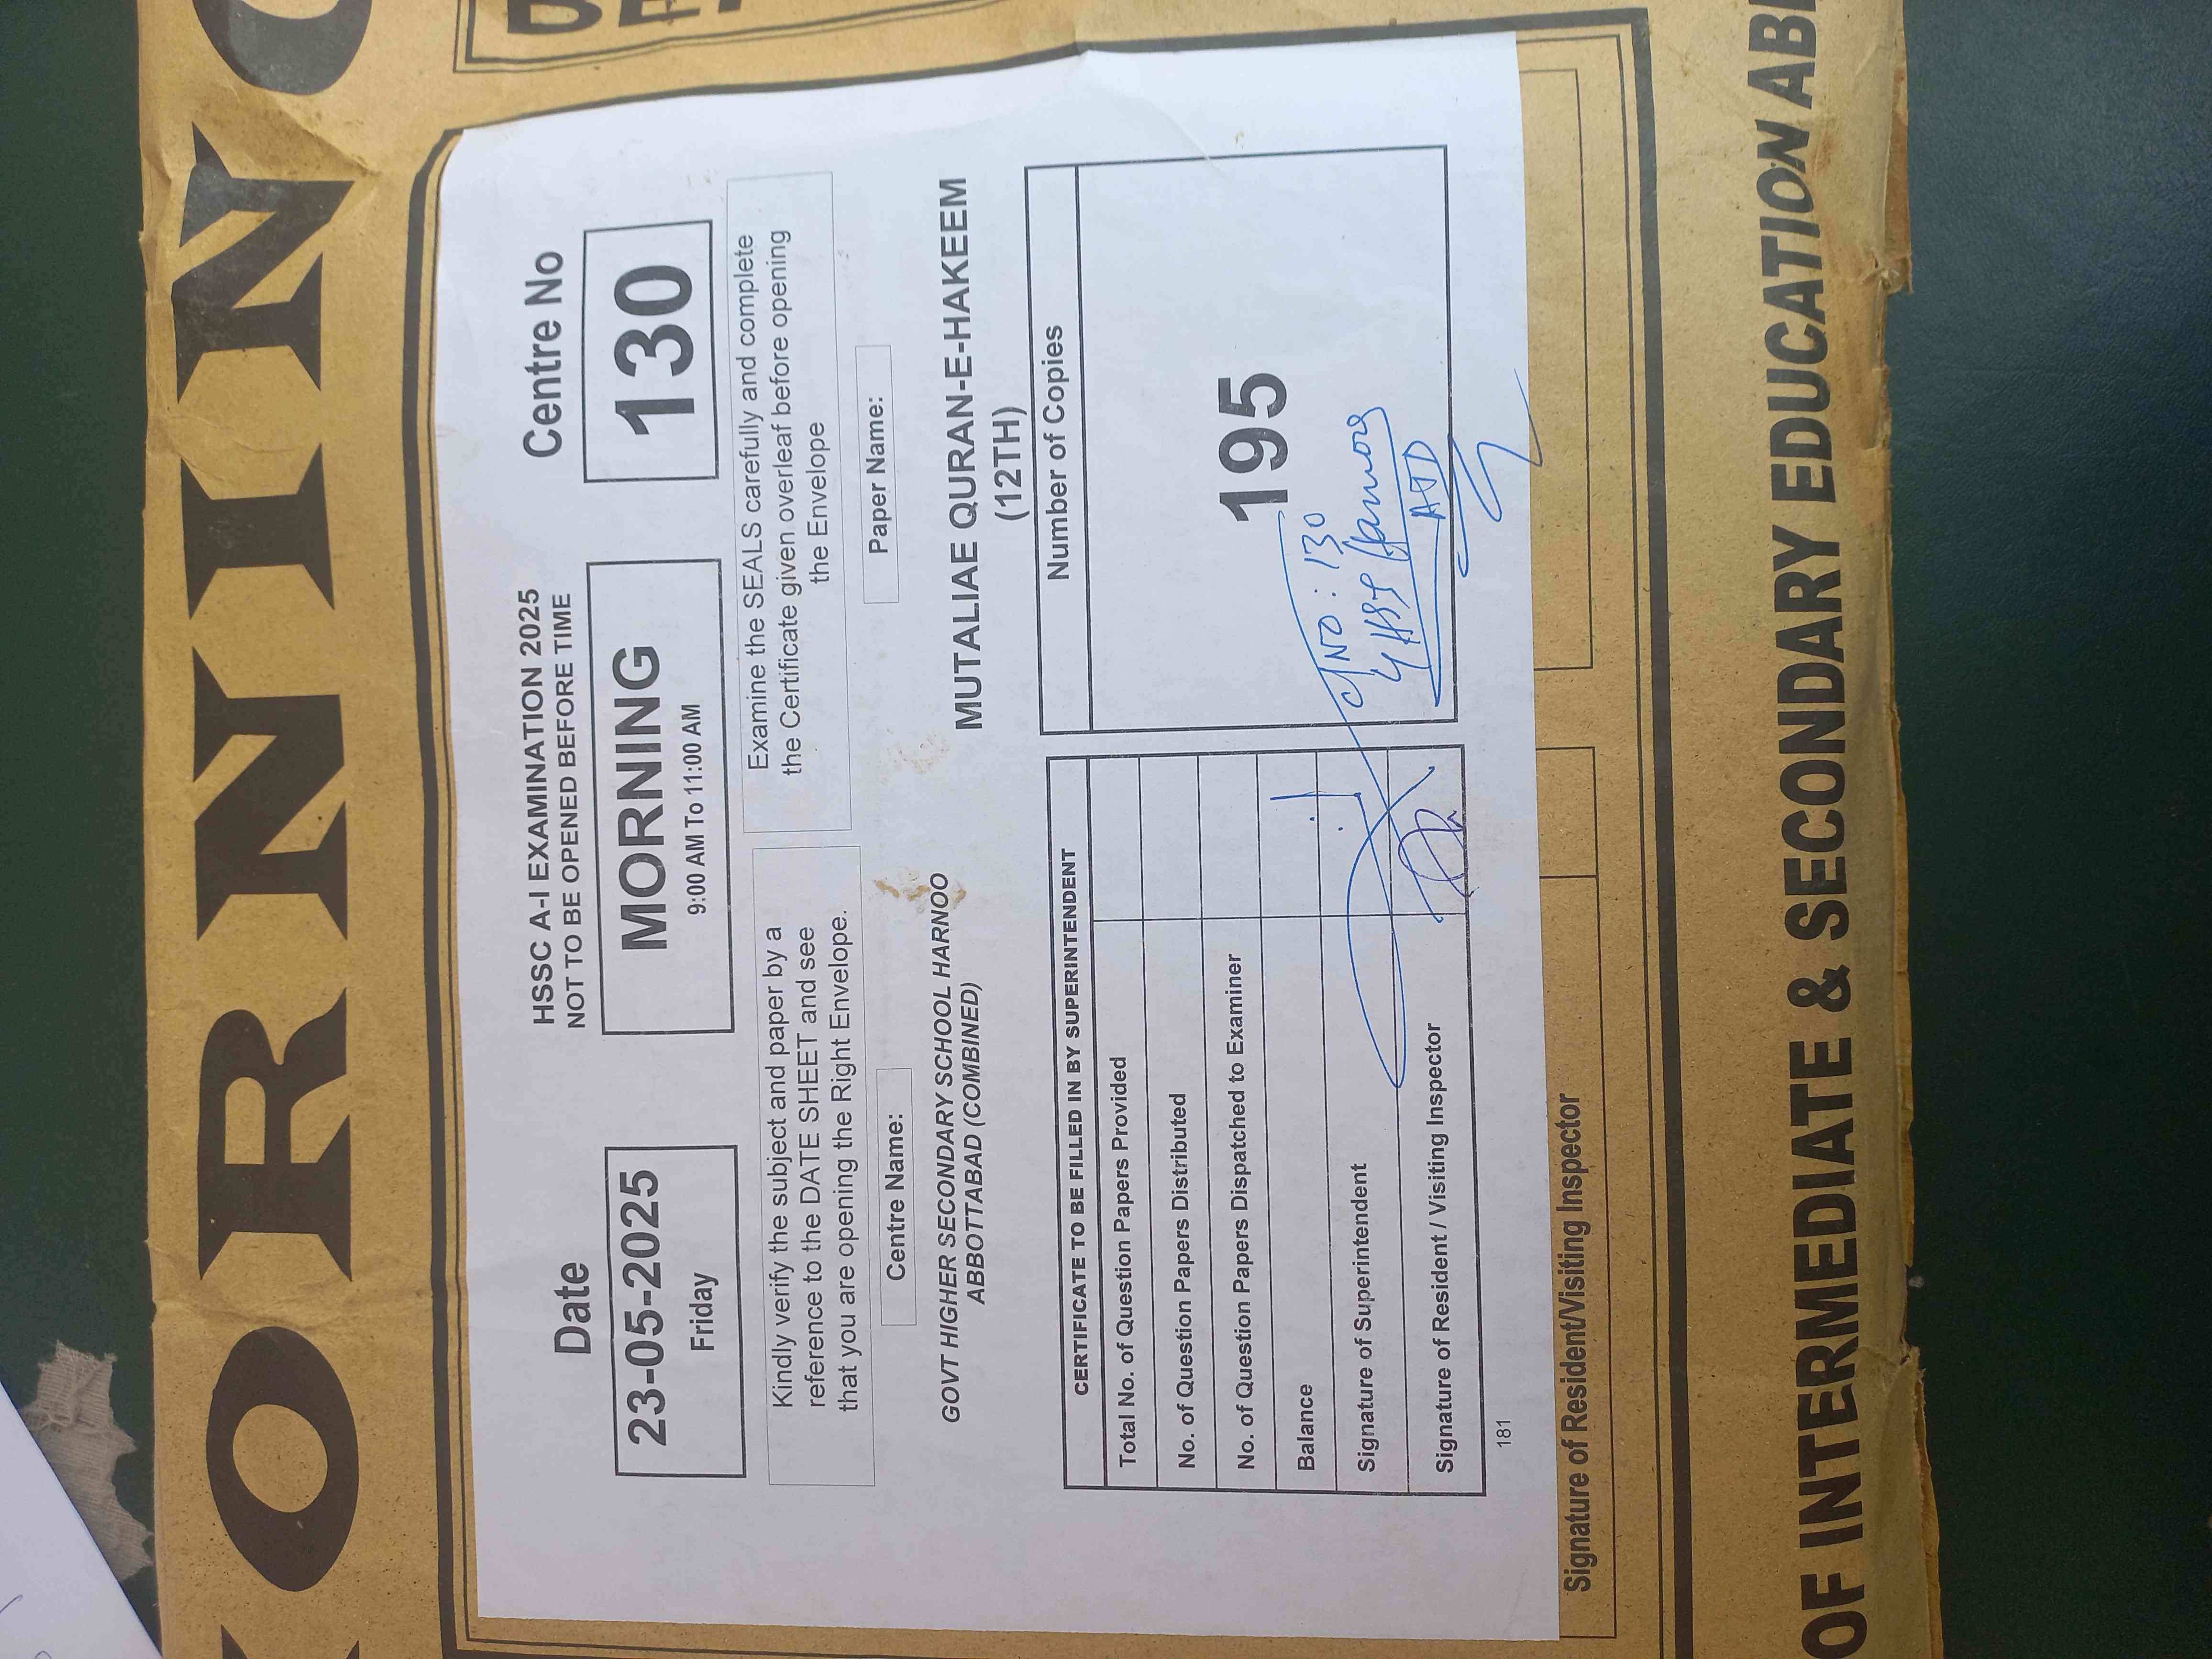 MORNING
Date
23-05-2025
Friday
HSSC A-I EXAMINATION 2025
NOT TO BE OPENED BEFORE TIME
MORNING
9:00 AM To 11:00 AM
Centre No
130
Kindly verify the subject and paper by a
reference to the DATE SHEET and see
that you are opening the Right Envelope.
Examine the SEALS carefully and complete
the Certificate given overleaf before opening
the Envelope
Centre Name:
GOVT HIGHER SECONDARY SCHOOL HARNOO
ABBOTTABAD (COMBINED)
Paper Name:
MUTALIAE QURAN-E-HAKEEM
(12TH)
CERTIFICATE TO BE FILLED IN BY SUPERINTENDENT
Total No. of Question Papers Provided
No. of Question Papers Distributed
No. of Question Papers Dispatched to Examiner
Balance
Signature of Superintendent
Signature of Resident / Visiting Inspector
181
Number of Copies
195
NO: 130
GHSS Harnoo
ATD
Signature of Resident/Visiting Inspector
OF INTERMEDIATE & SECONDARY EDUCATION